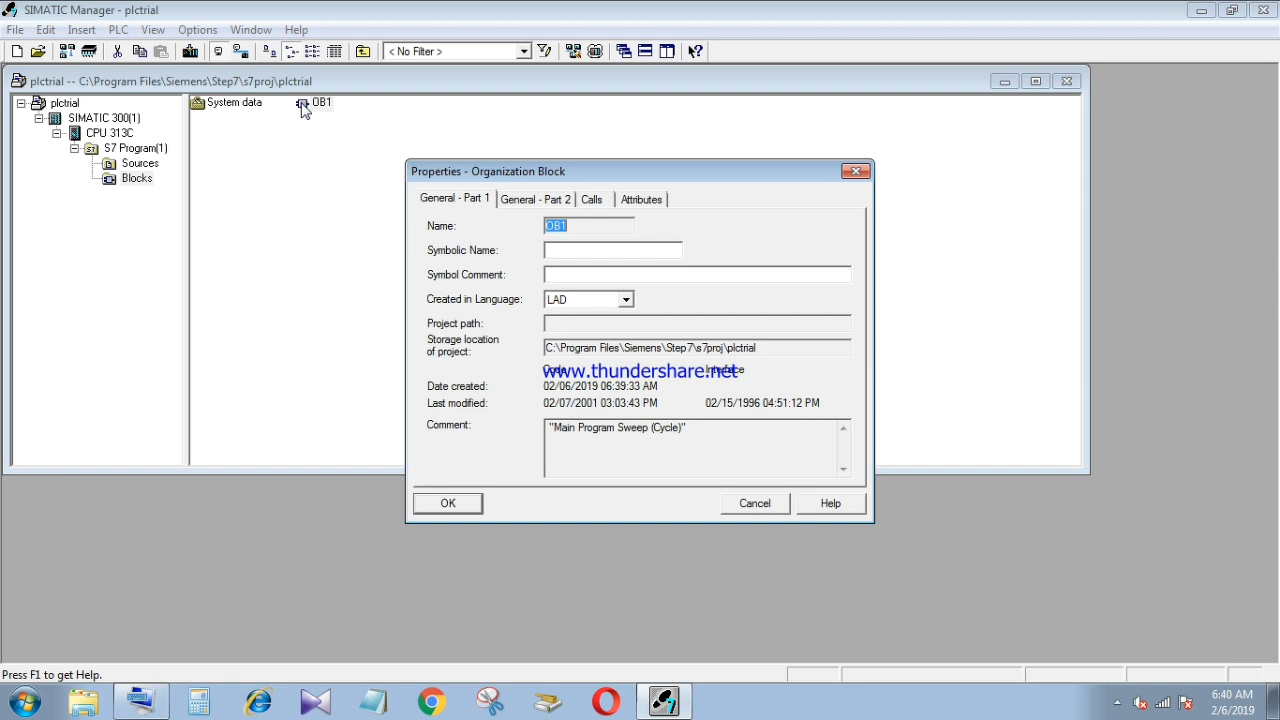 SIMATIC Manager - plctrial
File Edit Insert PLC View Options Window Help
< No Filter >
plctrial -- C:\Program Files\Siemens\Step7\s7proj\plctrial
plctrial
SIMATIC 300(1)
CPU 313C
S7 Program(1)
Sources
Blocks
System data OB1
Properties - Organization Block
General - Part 1 General - Part 2 Calls Attributes
Name: OB1
Symbolic Name:
Symbol Comment:
Created in Language: LAD
Project path:
Storage location
of project: C:\Program Files\Siemens\Step7\s7proj\plctrial
Code Interface
www.thundershare.net
Date created: 02/06/2019 06:39:33 AM
Last modified: 02/07/2001 03:03:43 PM 02/15/1996 04:51:12 PM
Comment: "Main Program Sweep (Cycle)"
OK Cancel Help
Press F1 to get Help.
6:40 AM
2/6/2019